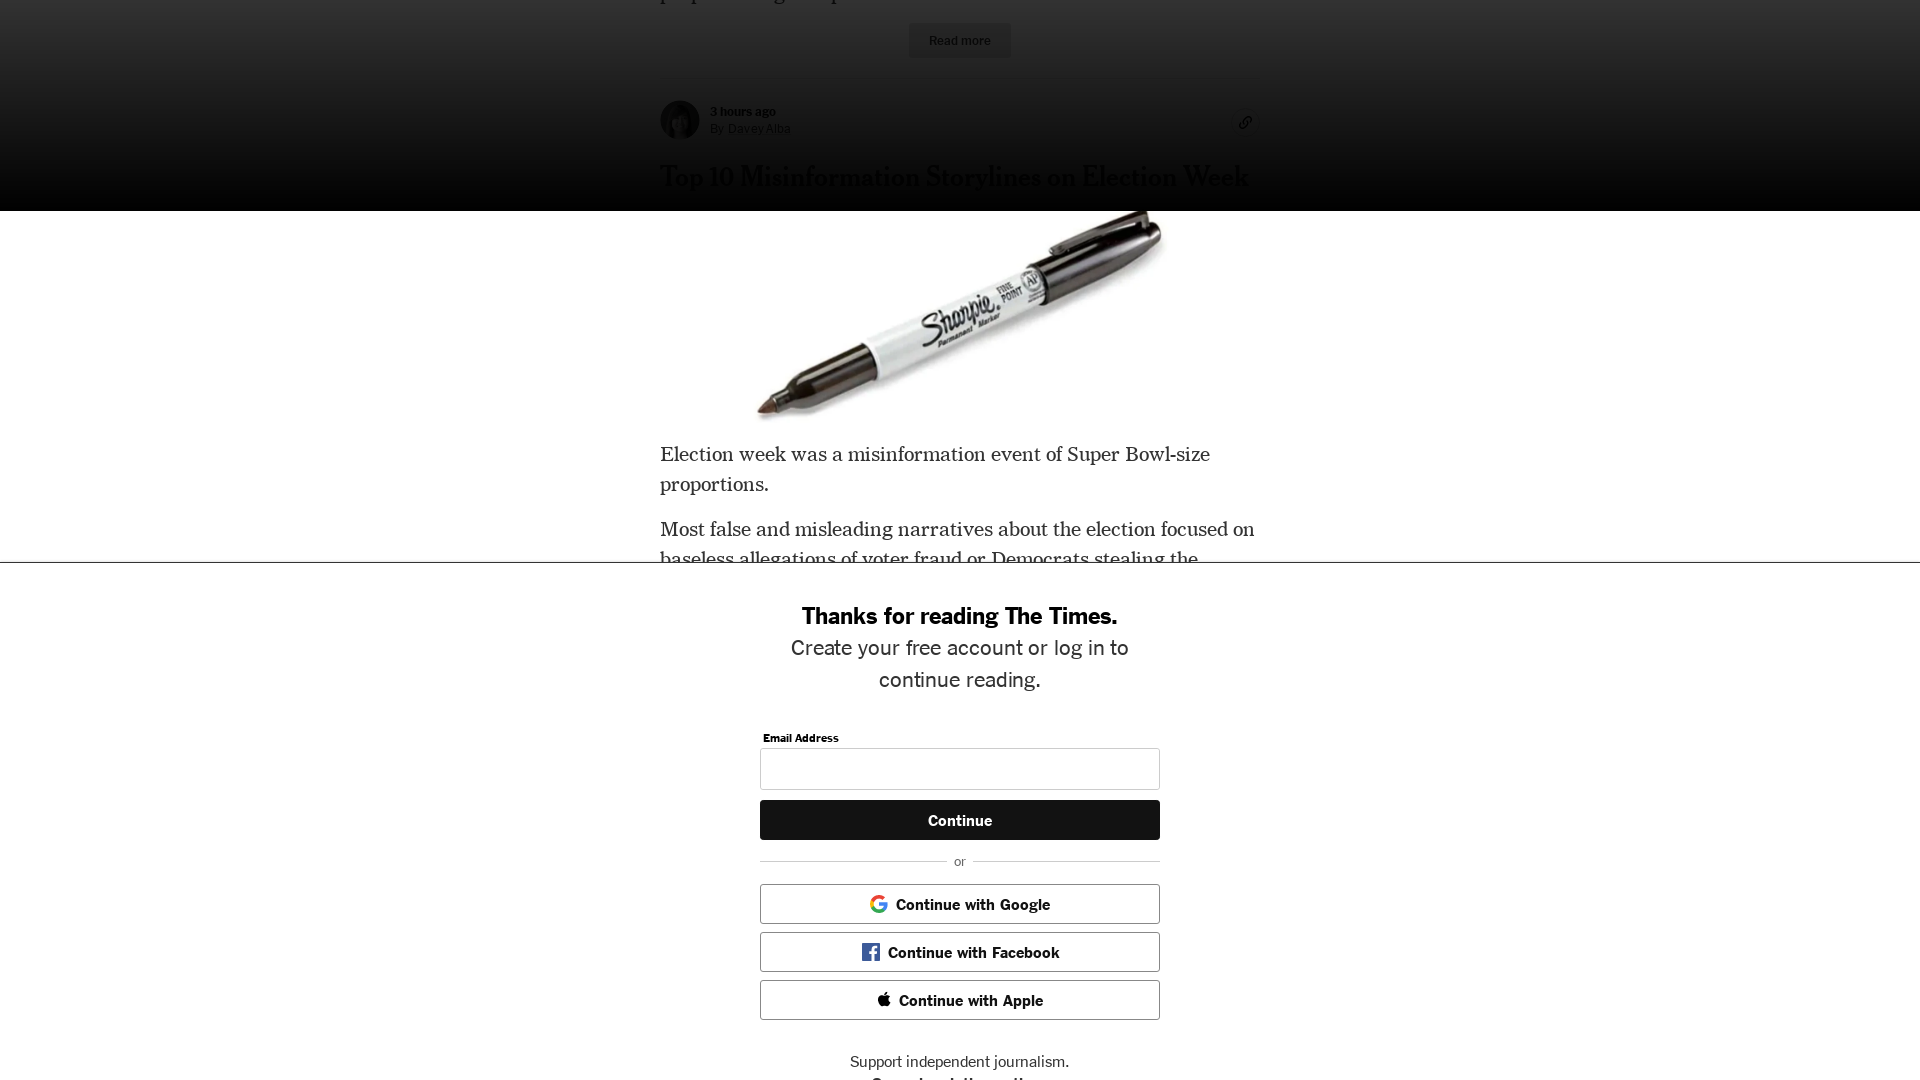 Read more
3 hours ago
By Davey Alba
Top 10 Misinformation Storylines on Election Week
Sharpie
FINE POINT
Permanent Marker
AP
Election week was a misinformation event of Super Bowl-size
proportions.
Most false and misleading narratives about the election focused on
baseless allegations of voter fraud or Democrats stealing the
Thanks for reading The Times.
Create your free account or log in to
continue reading.
Email Address
Continue
or
Continue with Google
Continue with Facebook
Continue with Apple
Support independent journalism.